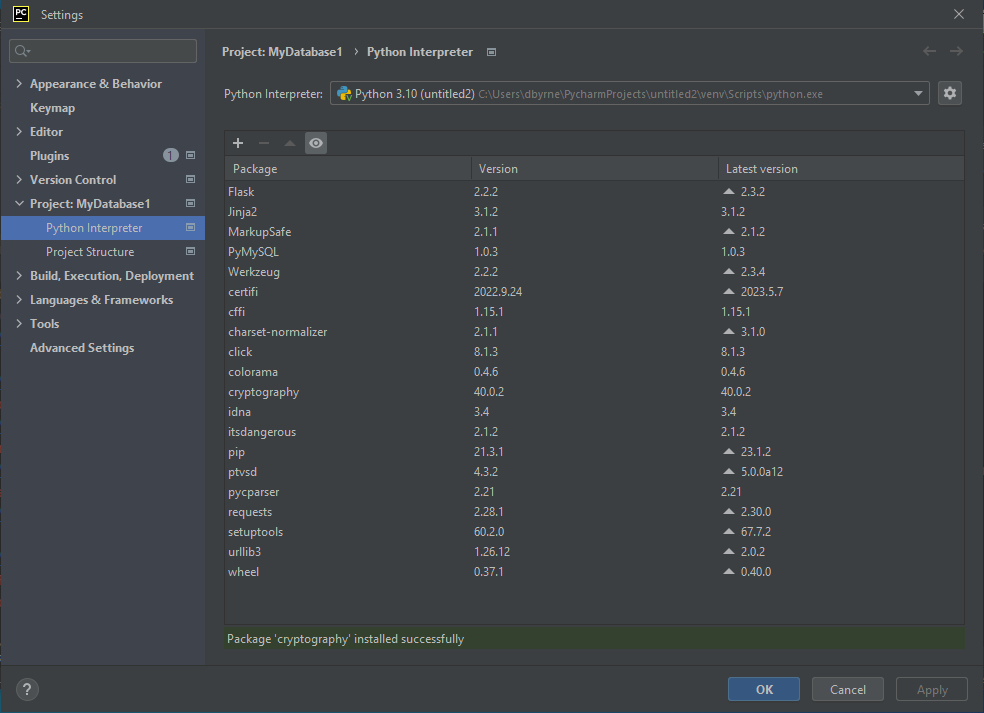 PC Settings
Project: MyDatabase1 › Python Interpreter
Appearance & Behavior
Keymap
Editor
Plugins 1
Version Control
Project: MyDatabase1
Python Interpreter
Project Structure
Build, Execution, Deployment
Languages & Frameworks
Tools
Advanced Settings
Python Interpreter: Python 3.10 (untitled2) C:\Users\dbyrne\PycharmProjects\untitled2\venv\Scripts\python.exe
Package Version Latest version
Flask 2.2.2 2.3.2
Jinja2 3.1.2 3.1.2
MarkupSafe 2.1.1 2.1.2
PyMySQL 1.0.3 1.0.3
Werkzeug 2.2.2 2.3.4
certifi 2022.9.24 2023.5.7
cffi 1.15.1 1.15.1
charset-normalizer 2.1.1 3.1.0
click 8.1.3 8.1.3
colorama 0.4.6 0.4.6
cryptography 40.0.2 40.0.2
idna 3.4 3.4
itsdangerous 2.1.2 2.1.2
pip 21.3.1 23.1.2
ptvsd 4.3.2 5.0.0a12
pycparser 2.21 2.21
requests 2.28.1 2.30.0
setuptools 60.2.0 67.7.2
urllib3 1.26.12 2.0.2
wheel 0.37.1 0.40.0
Package 'cryptography' installed successfully
? OK Cancel Apply